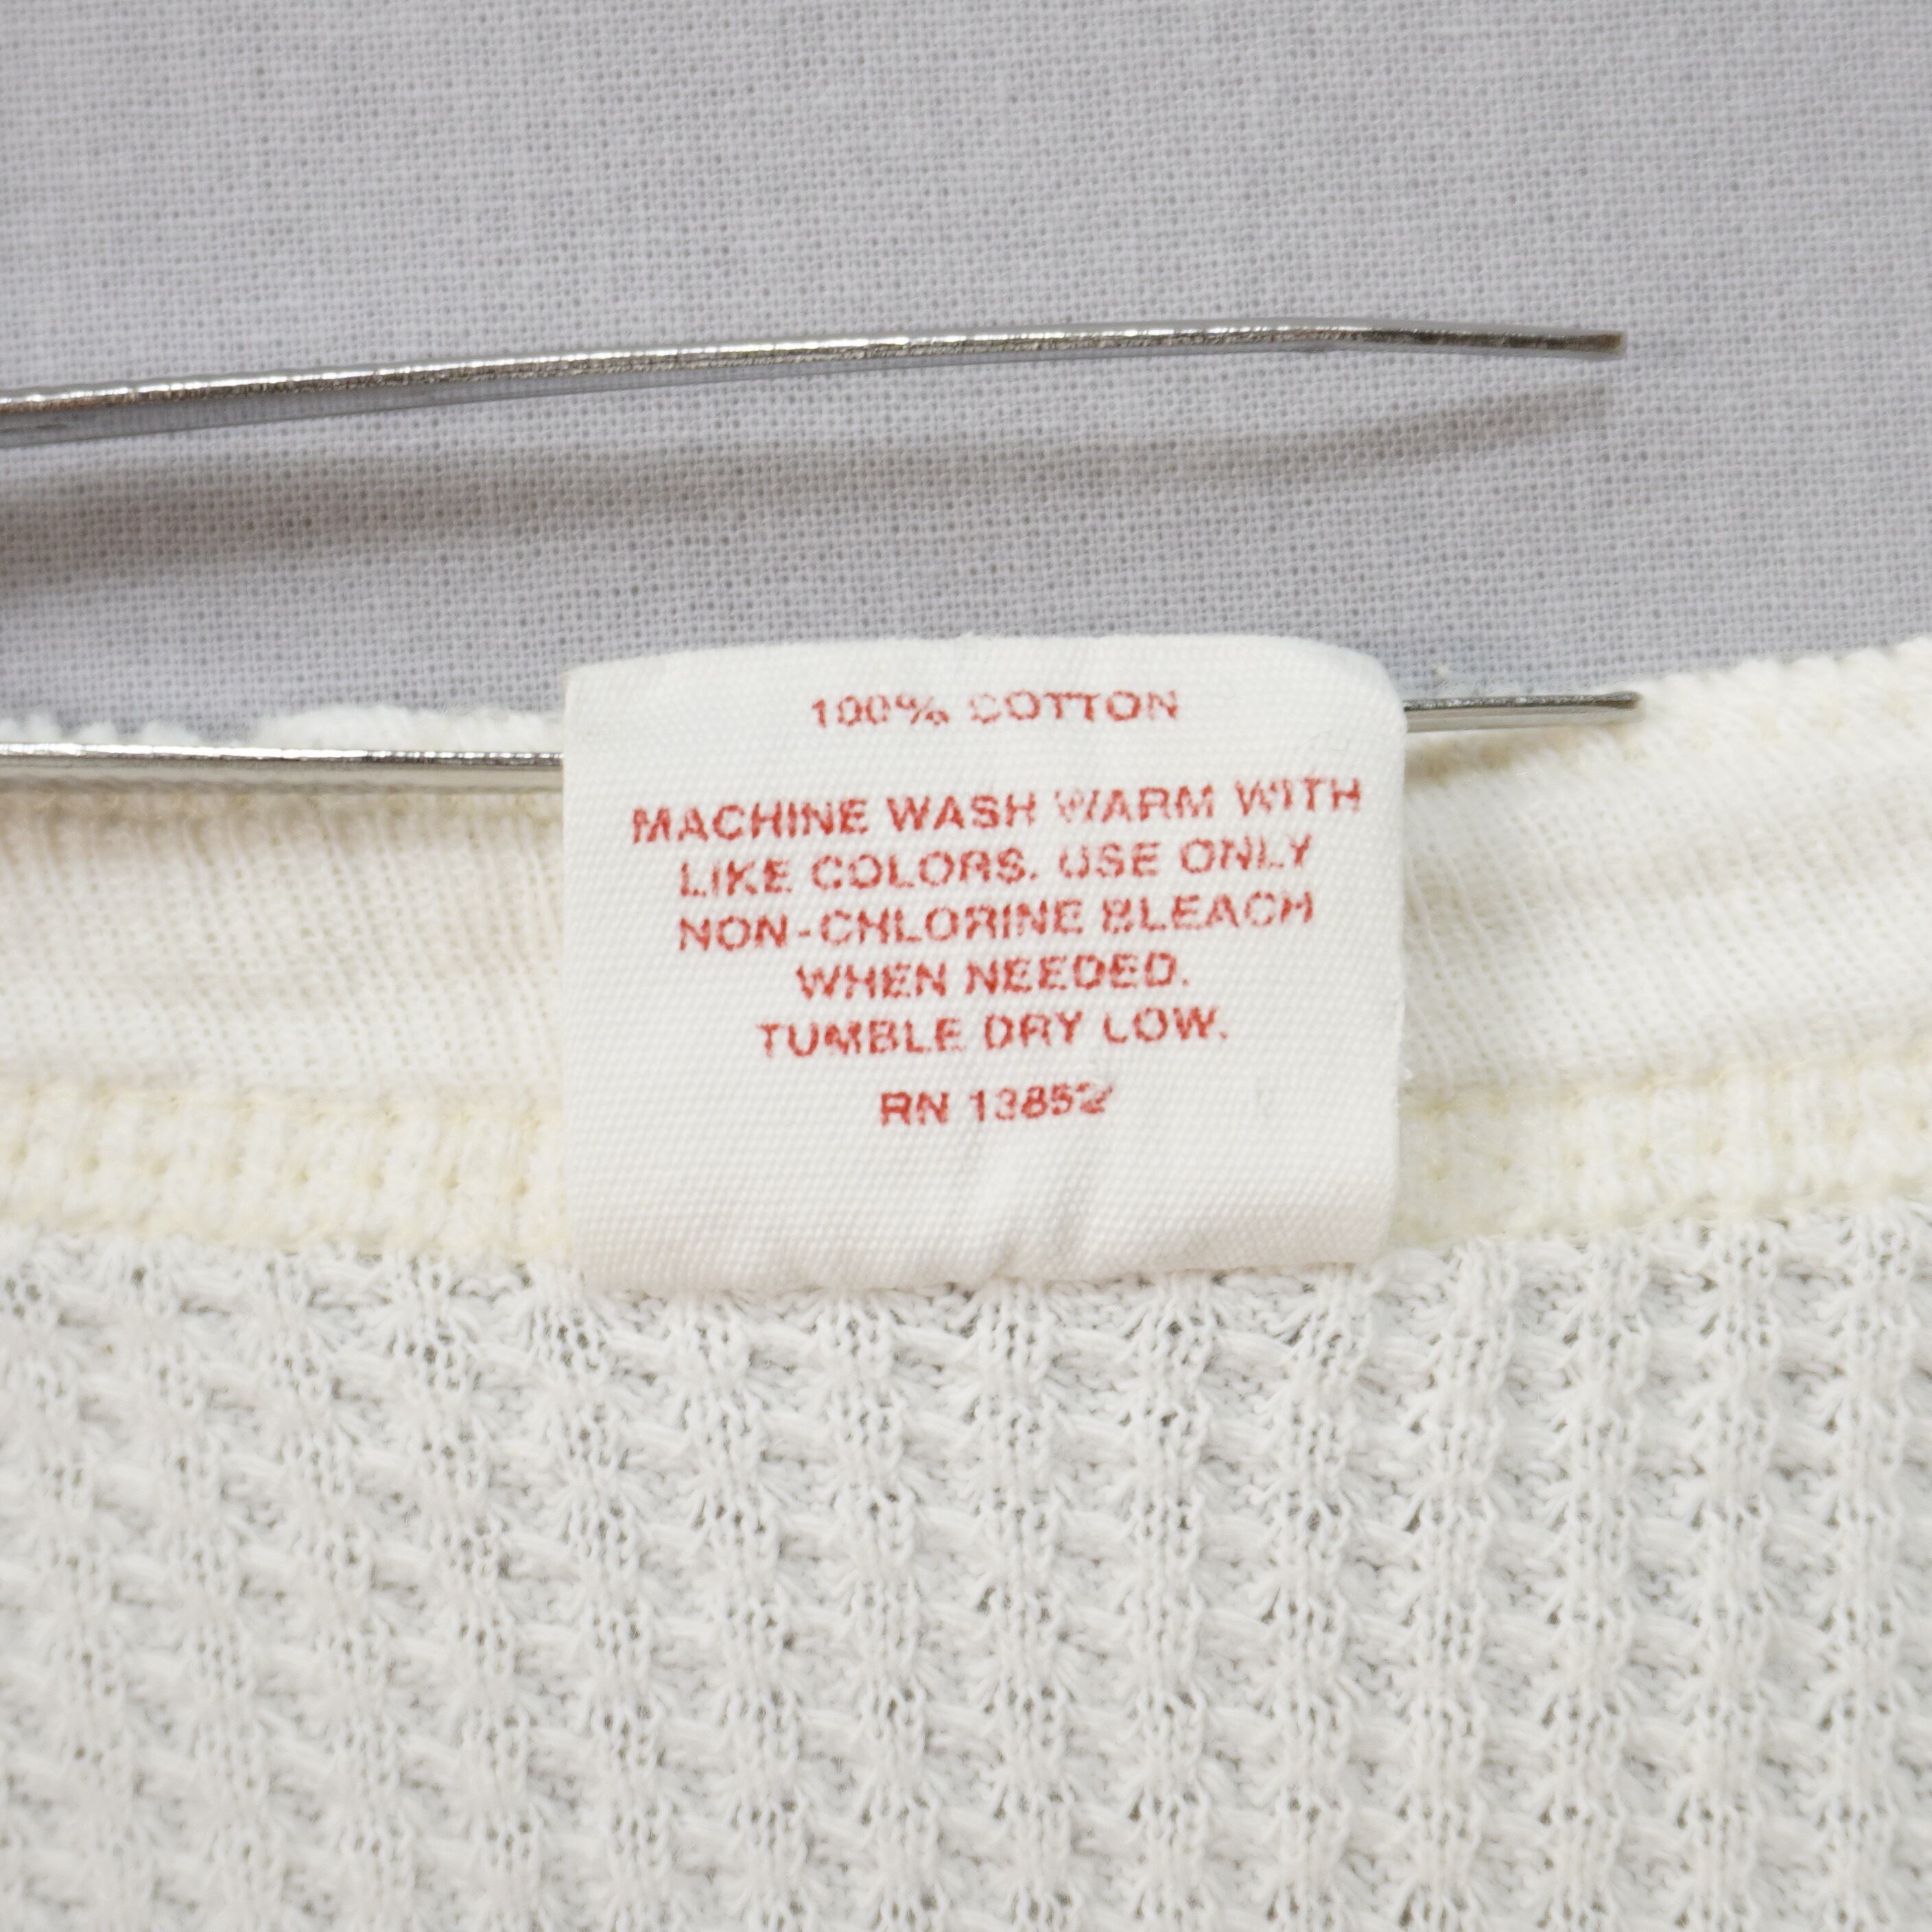 100% COTTON
MACHINE WASH WARM WITH
LIKE COLORS. USE ONLY
NON-CHLORINE BLEACH
WHEN NEEDED.
TUMBLE DRY LOW.
RN 13852